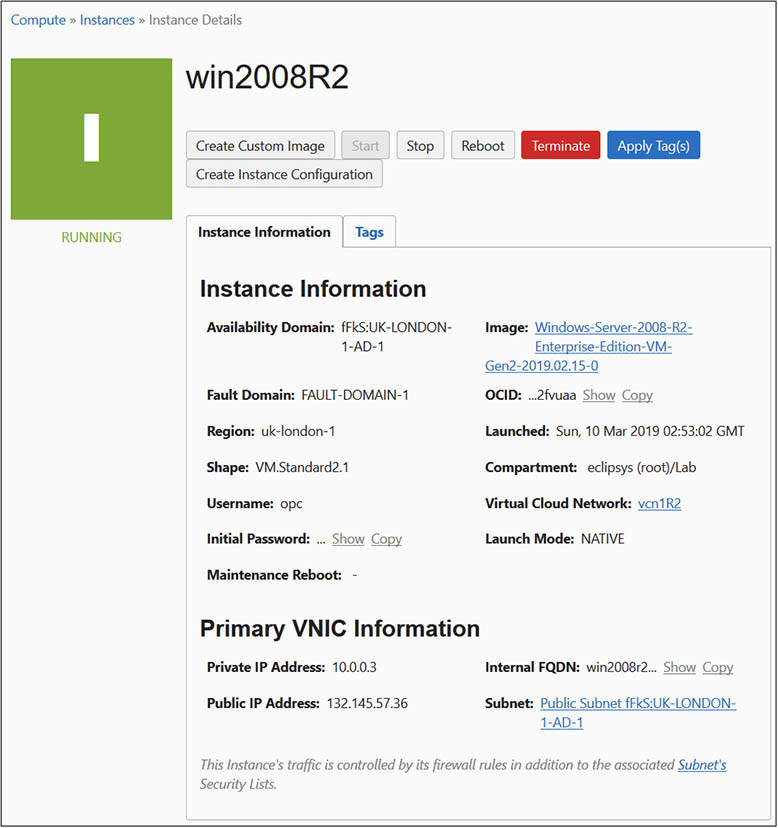 Compute » Instances » Instance Details
win2008R2
Create Custom Image Start Stop Reboot Terminate Apply Tag(s)
Create Instance Configuration
RUNNING
Instance Information Tags
Instance Information
Availability Domain: fFkS:UK-LONDON-
1-AD-1
Image: Windows-Server-2008-R2-
Enterprise-Edition-VM-
Gen2-2019.02.15-0
Fault Domain: FAULT-DOMAIN-1
OCID: ...2fvuaa Show Copy
Region: uk-london-1
Launched: Sun, 10 Mar 2019 02:53:02 GMT
Shape: VM.Standard2.1
Compartment: eclipsys (root)/Lab
Username: opc
Virtual Cloud Network: vcn1R2
Initial Password: ... Show Copy
Launch Mode: NATIVE
Maintenance Reboot: -
Primary VNIC Information
Private IP Address: 10.0.0.3
Internal FQDN: win2008r2... Show Copy
Public IP Address: 132.145.57.36
Subnet: Public Subnet fFkS:UK-LONDON-
1-AD-1
This Instance's traffic is controlled by its firewall rules in addition to the associated Subnet's
Security Lists.